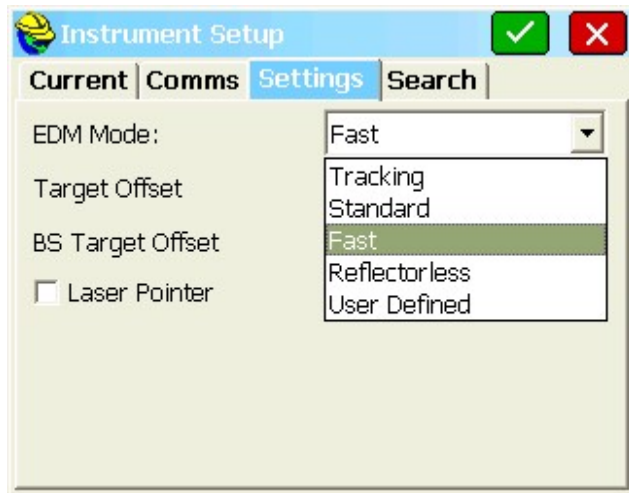 Instrument Setup
Current Comms Settings Search
EDM Mode: Fast
Tracking
Target Offset
Standard
BS Target Offset
Fast
Reflectorless
Laser Pointer
User Defined